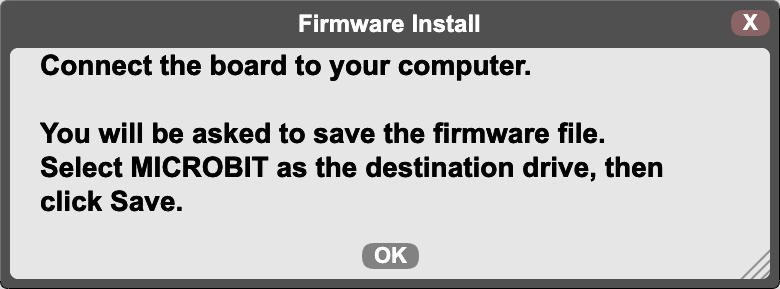 Firmware Install
X
Connect the board to your computer.
You will be asked to save the firmware file.
Select MICROBIT as the destination drive, then
click Save.
OK